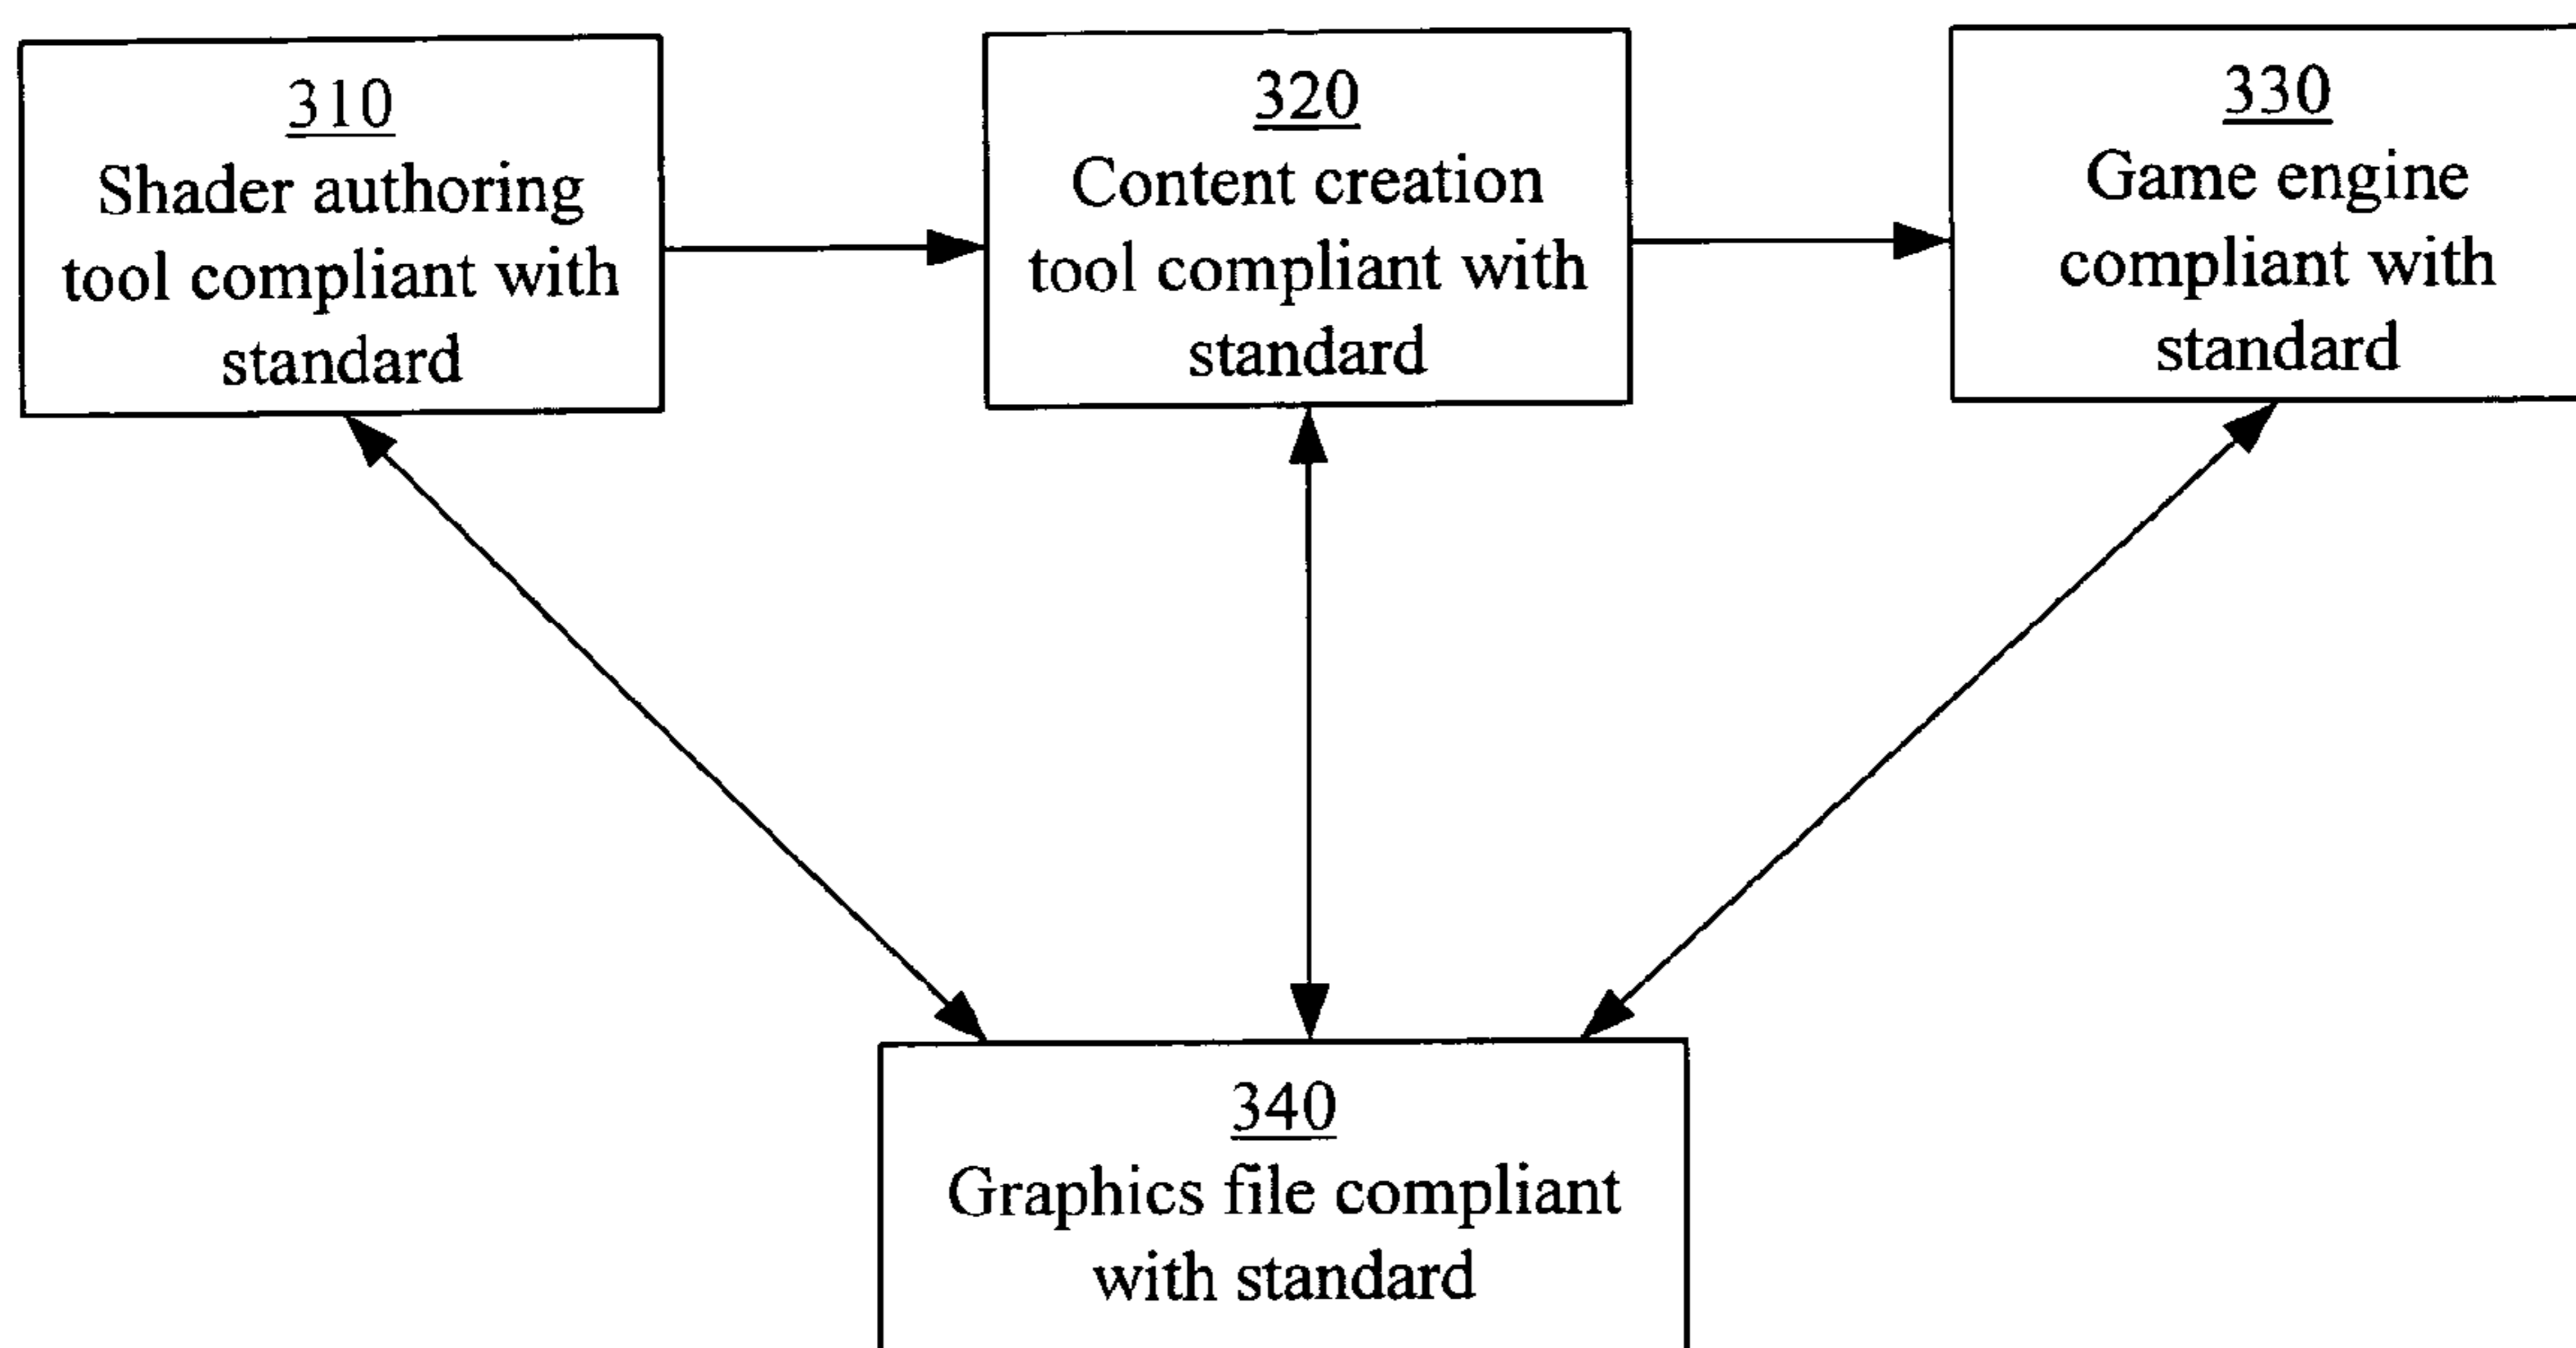 310
Shader authoring
tool compliant with
standard
320
Content creation
tool compliant with
standard
330
Game engine
compliant with
standard
340
Graphics file compliant
with standard